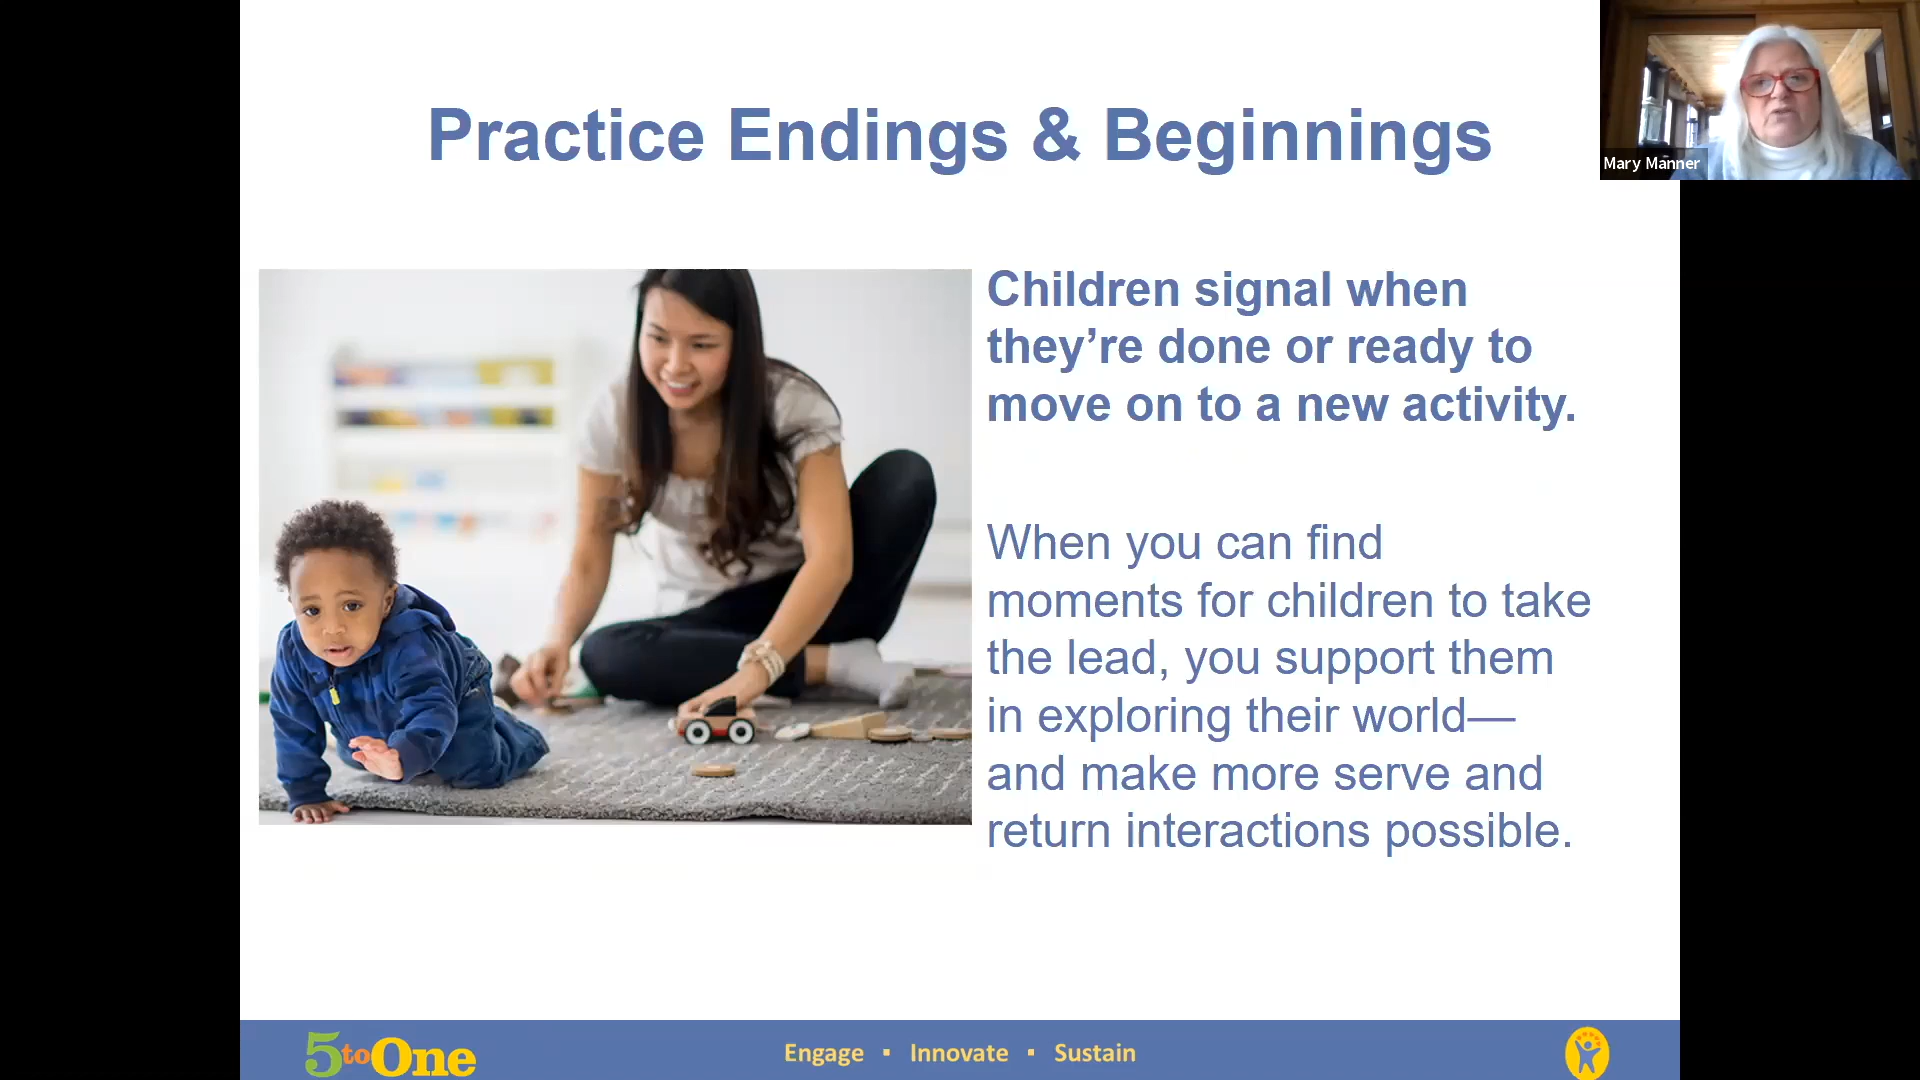 Practice Endings & Beginnings
Mary Manner
Children signal when
they’re done or ready to
move on to a new activity.
When you can find
moments for children to take
the lead, you support them
in exploring their world—
and make more serve and
return interactions possible.
5toOne
Engage ▪ Innovate ▪ Sustain